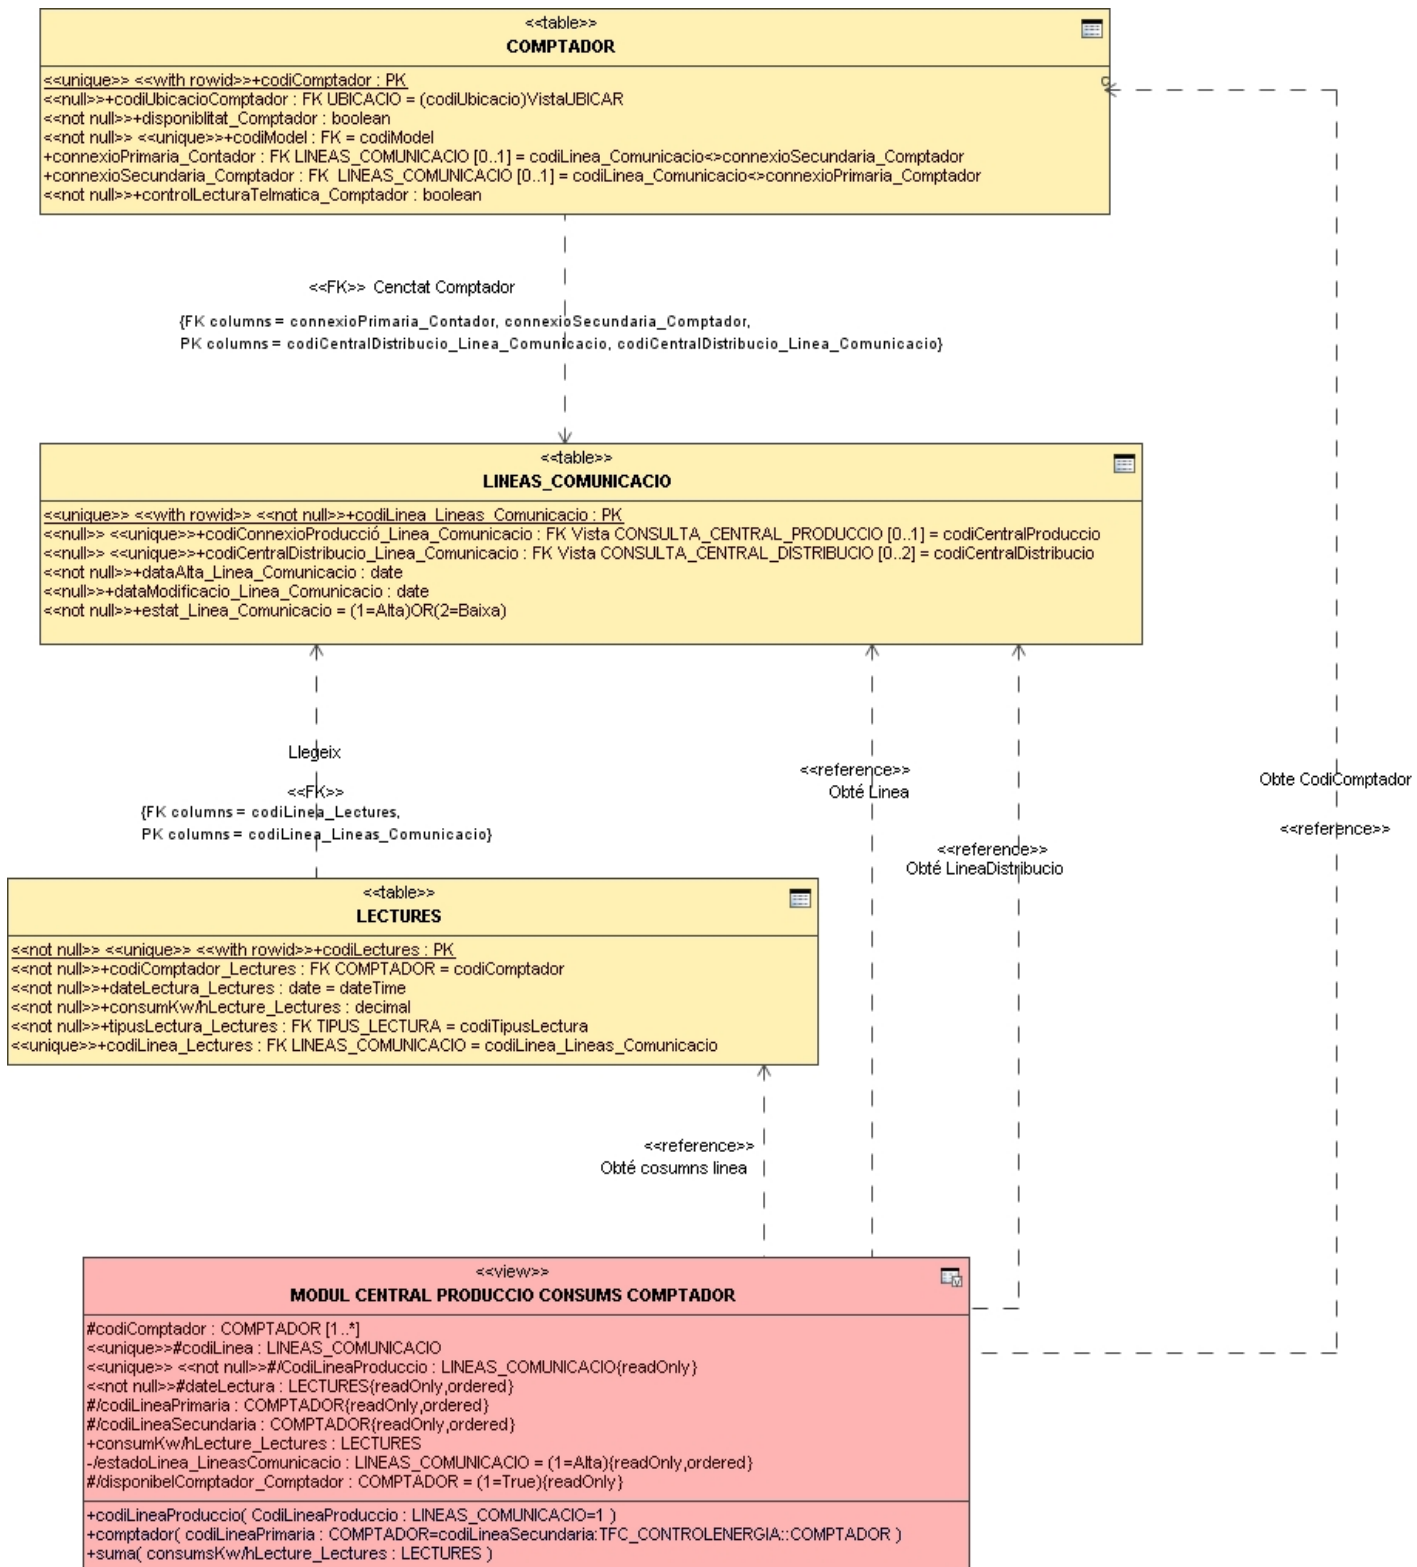 <<table>>
COMPTADOR
<<unique>> <<with rowid>>+codiComptador : PK
<<null>>+codiUbicacioComptador : FK UBICACIO = (codiUbicacio)VistaUBICAR
<<not null>>+disponiblitat_Comptador : boolean
<<not null>> <<unique>>+codiModel : FK = codiModel
+connexioPrimaria_Contador : FK LINEAS_COMUNICACIO [0..1] = codiLinea_Comunicacio<>connexioSecundaria_Comptador
+connexioSecundaria_Comptador : FK  LINEAS_COMUNICACIO [0..1] = codiLinea_Comunicacio<>connexioPrimaria_Comptador
<<not null>>+controlLecturaTelmatica_Comptador : boolean
<<FK>> Cenctat Comptador
{FK columns = connexioPrimaria_Contador, connexioSecundaria_Comptador,
PK columns = codiCentralDistribucio_Linea_Comunicacio, codiCentralDistribucio_Linea_Comunicacio}
<<table>>
LINEAS_COMUNICACIO
<<unique>> <<with rowid>> <<not null>>+codiLinea_Lineas_Comunicacio : PK
<<null>> <<unique>>+codiConnexioProducció_Linea_Comunicacio : FK Vista CONSULTA_CENTRAL_PRODUCCIO [0..1] = codiCentralProduccio
<<null>> <<unique>>+codiCentralDistribucio_Linea_Comunicacio : FK Vista CONSULTA_CENTRAL_DISTRIBUCIO [0..2] = codiCentralDistribucio
<<not null>>+dataAlta_Linea_Comunicacio : date
<<null>>+dataModificacio_Linea_Comunicacio : date
<<not null>>+estat_Linea_Comunicacio = (1=Alta)OR(2=Baixa)
Llegeix
<<FK>>
{FK columns = codiLinea_Lectures,
PK columns = codiLinea_Lineas_Comunicacio}
<<reference>>
Obté Linea
<<reference>>
Obté LineaDistribucio
Obte CodiComptador
<<reference>>
<<table>>
LECTURES
<<not null>> <<unique>> <<with rowid>>+codiLectures : PK
<<not null>>+codiComptador_Lectures : FK COMPTADOR = codiComptador
<<not null>>+dateLectura_Lectures : date = dateTime
<<not null>>+consumKw/hLecture_Lectures : decimal
<<not null>>+tipusLectura_Lectures : FK TIPUS_LECTURA = codiTipusLectura
<<unique>>+codiLinea_Lectures : FK LINEAS_COMUNICACIO = codiLinea_Lineas_Comunicacio
<<reference>>
Obté cosumns linea
<<view>>
MODUL CENTRAL PRODUCCIO CONSUMS COMPTADOR
#codiComptador : COMPTADOR [1..*]
<<unique>>#codiLinea : LINEAS_COMUNICACIO
<<unique>> <<not null>>#/CodiLineaProduccio : LINEAS_COMUNICACIO{readOnly}
<<not null>>#dateLectura : LECTURES{readOnly,ordered}
#/codiLineaPrimaria : COMPTADOR{readOnly,ordered}
#/codiLineaSecundaria : COMPTADOR{readOnly,ordered}
+consumKw/hLecture_Lectures : LECTURES
-/estadoLinea_LineasComunicacio : LINEAS_COMUNICACIO = (1=Alta){readOnly,ordered}
#/disponibelComptador_Comptador : COMPTADOR = (1=True){readOnly}
+codiLineaProduccio( CodiLineaProduccio : LINEAS_COMUNICACIO=1 )
+comptador( codiLineaPrimaria : COMPTADOR=codiLineaSecundaria:TFC_CONTROLENERGIA::COMPTADOR )
+suma( consumsKw/hLecture_Lectures : LECTURES )